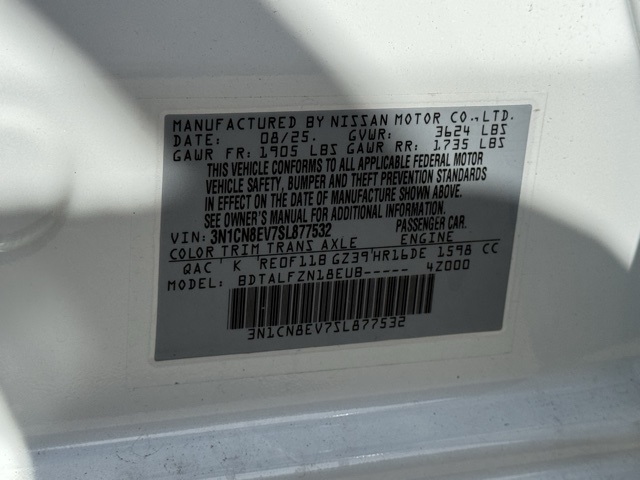 MANUFACTURED BY NISSAN MOTOR CO.,LTD.
DATE: 08/25. GVWR: 3624 LBS
GAWR FR: 1905 LBS GAWR RR: 1735 LBS
THIS VEHICLE CONFORMS TO ALL APPLICABLE FEDERAL MOTOR
VEHICLE SAFETY, BUMPER AND THEFT PREVENTION STANDARDS
IN EFFECT ON THE DATE OF MANUFACTURE SHOWN ABOVE.
SEE OWNER'S MANUAL FOR ADDITIONAL INFORMATION.
VIN: 3N1CN8EV7SL877532 PASSENGER CAR.
COLOR TRIM TRANS AXLE ENGINE
QAC K RE0F11B GZ39 HR16DE 1598 CC
MODEL: BDTALFZN18EUB----- 4Z000
3N1CN8EV7SL877532